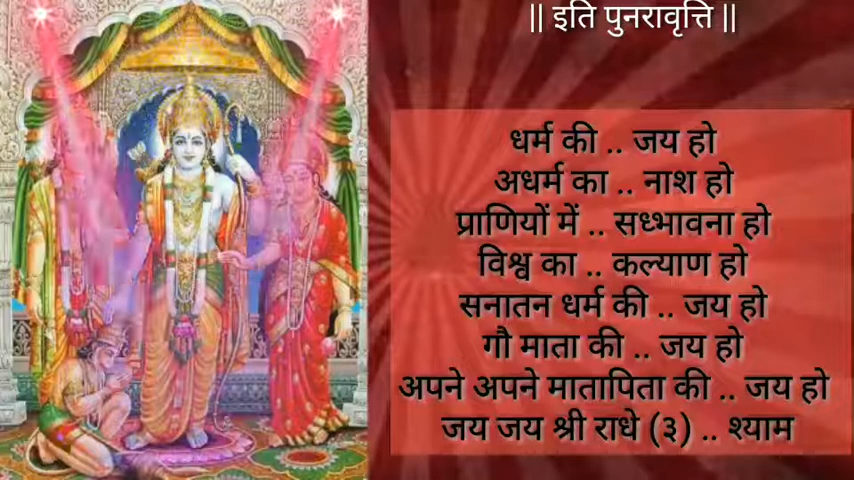 || इति पुनरावृत्ति ||
धर्म की .. जय हो
अधर्म का .. नाश हो
प्राणियों में .. सध्भावना हो
विश्व का .. कल्याण हो
सनातन धर्म की .. जय हो
गौ माता की .. जय हो
अपने अपने मातापिता की .. जय हो
जय जय श्री राधे (३) .. श्याम